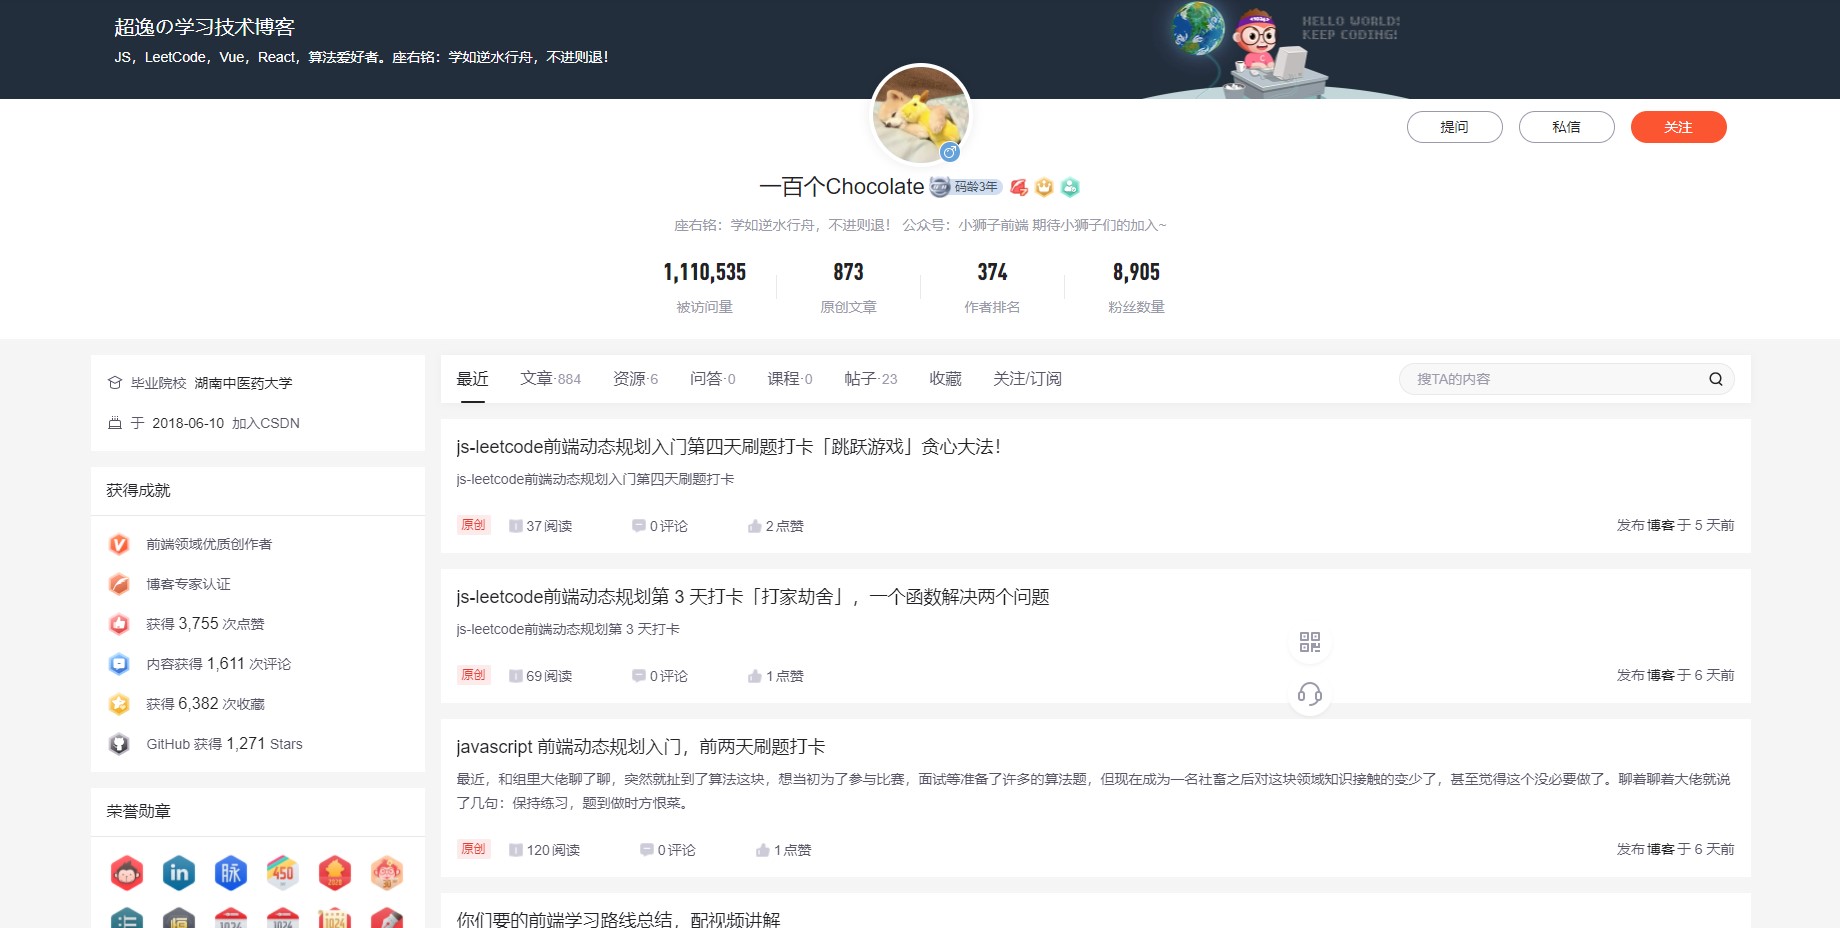 超逸の学习技术博客
JS，LeetCode，Vue，React，算法爱好者。座右铭：学如逆水行舟，不进则退！
HELLO WORLD!
KEEP CODING!
提问
私信
关注
一百个Chocolate 码龄3年
座右铭：学如逆水行舟，不进则退！ 公众号：小狮子前端 期待小狮子们的加入~
1,110,535
873
374
8,905
被访问量
原创文章
作者排名
粉丝数量
毕业院校 湖南中医药大学
于 2018-06-10 加入CSDN
获得成就
前端领域优质创作者
博客专家认证
获得 3,755 次点赞
内容获得 1,611 次评论
获得 6,382 次收藏
GitHub 获得 1,271 Stars
荣誉勋章
in
脉
450
2020
30
1024
1024
1024
最近
文章·884
资源·6
问答·0
课程·0
帖子·23
收藏
关注/订阅
搜TA的内容
js-leetcode前端动态规划入门第四天刷题打卡「跳跃游戏」贪心大法！
js-leetcode前端动态规划入门第四天刷题打卡
原创 37阅读 0评论 2点赞 发布博客于 5 天前
js-leetcode前端动态规划第 3 天打卡「打家劫舍」，一个函数解决两个问题
js-leetcode前端动态规划第 3 天打卡
原创 69阅读 0评论 1点赞 发布博客于 6 天前
javascript 前端动态规划入门，前两天刷题打卡
最近，和组里大佬聊了聊，突然就扯到了算法这块，想当初为了参与比赛，面试等准备了许多的算法题，但现在成为一名社畜之后对这块领域知识接触的变少了，甚至觉得这个没必要做了。聊着聊着大佬就说
了几句：保持练习，题到做时方恨菜。
原创 120阅读 0评论 1点赞 发布博客于 6 天前
你们要的前端学习路线总结，配视频讲解